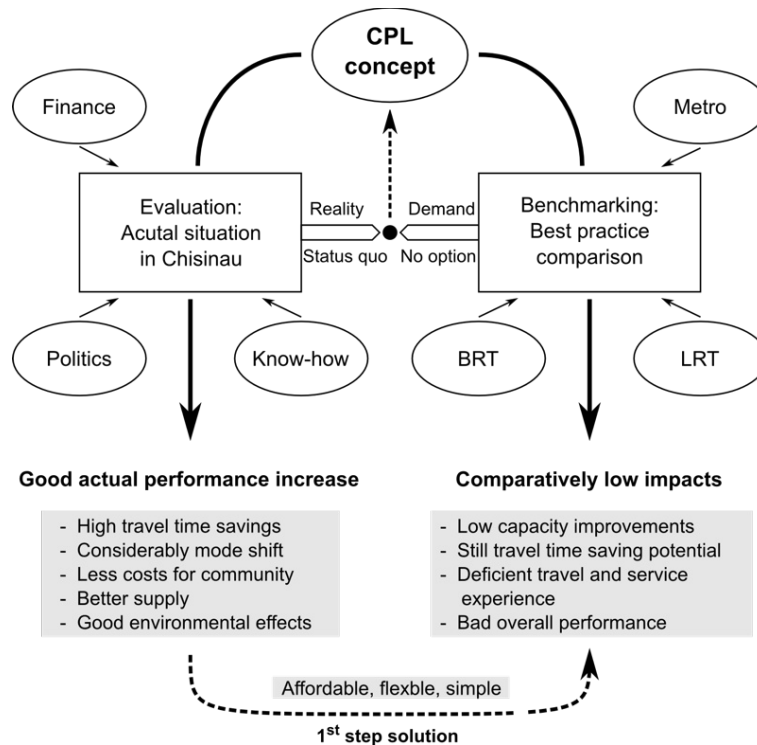 CPL
concept
Finance
Metro
Evaluation:
Acutal situation
in Chisinau
Reality
Demand
Status quo
No option
Benchmarking:
Best practice
comparison
Politics
Know-how
BRT
LRT
Good actual performance increase
- High travel time savings
- Considerably mode shift
- Less costs for community
- Better supply
- Good environmental effects
Comparatively low impacts
- Low capacity improvements
- Still travel time saving potential
- Deficient travel and service
experience
- Bad overall performance
Affordable, flexble, simple
1st step solution